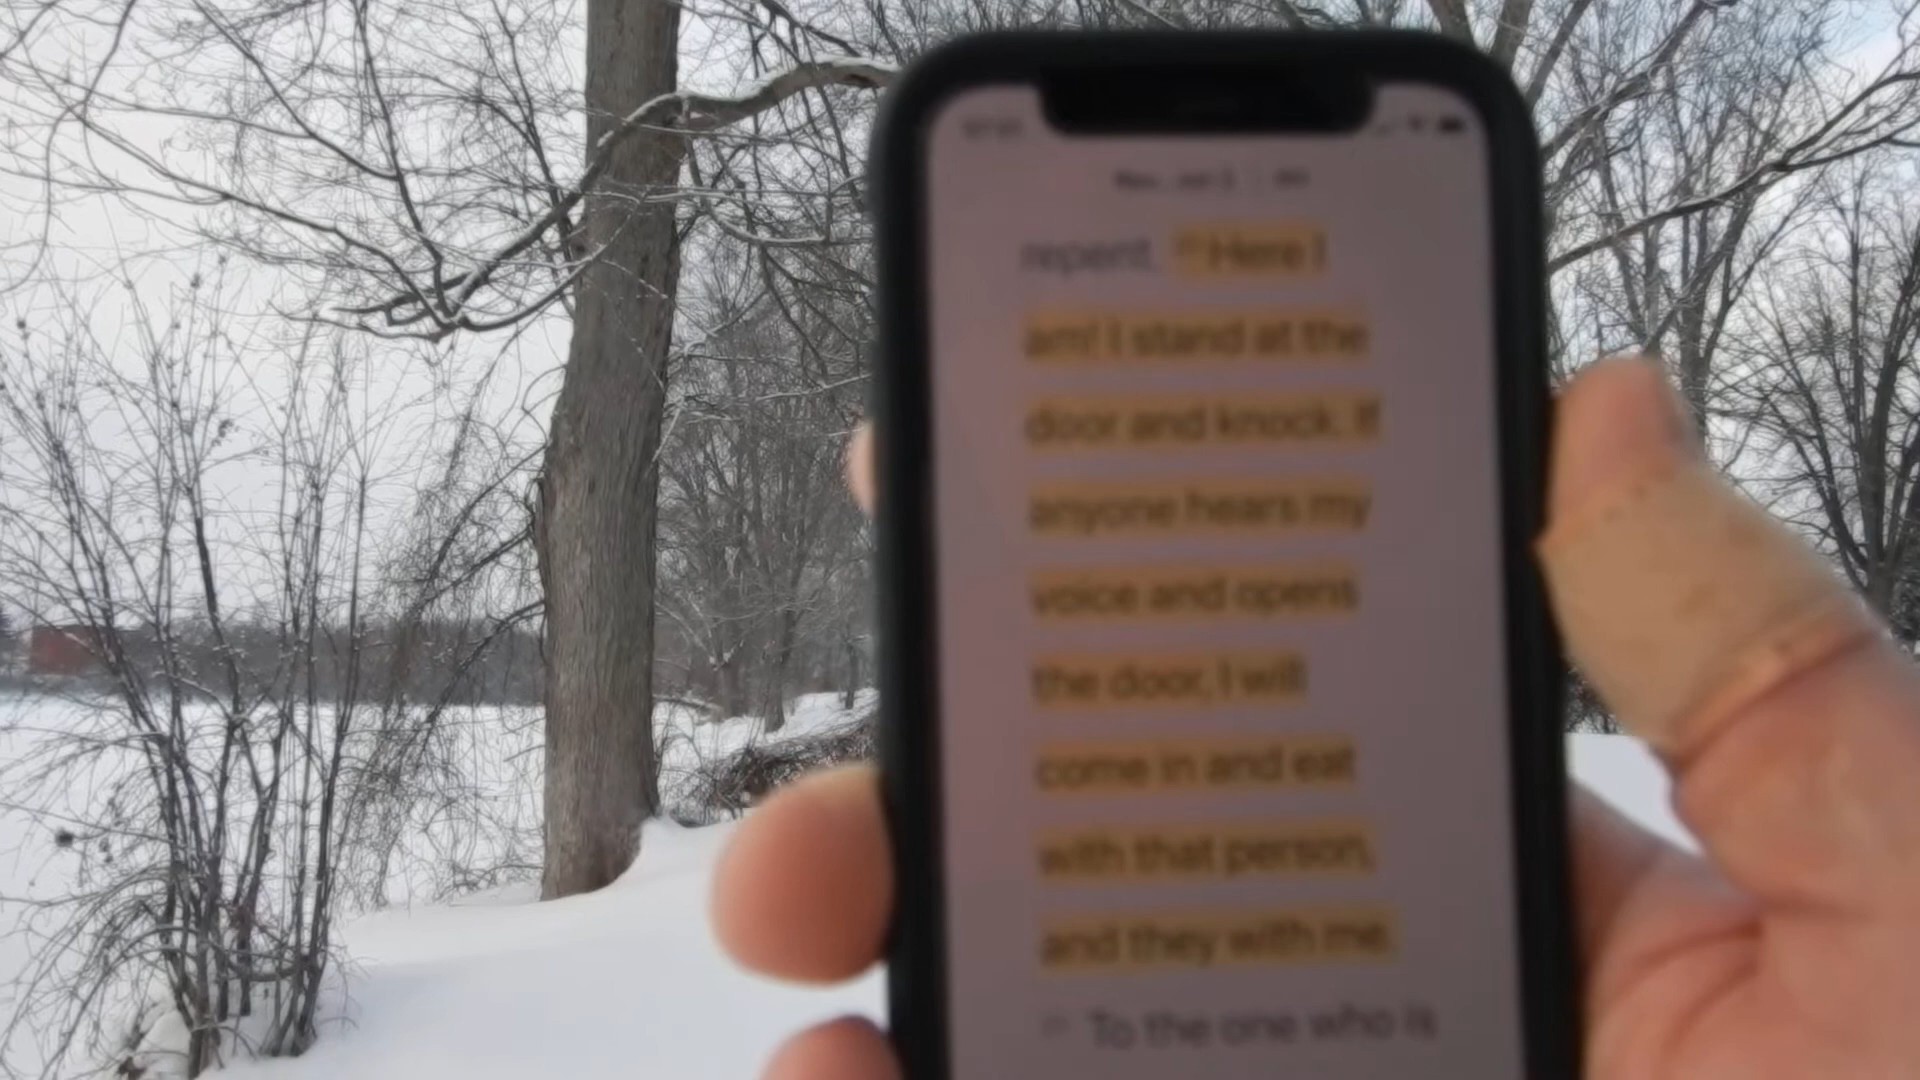 repent. 20 Here I
am! I stand at the
door and knock. If
anyone hears my
voice and opens
the door, I will
come in and eat
with that person,
and they with me.
To the one who is